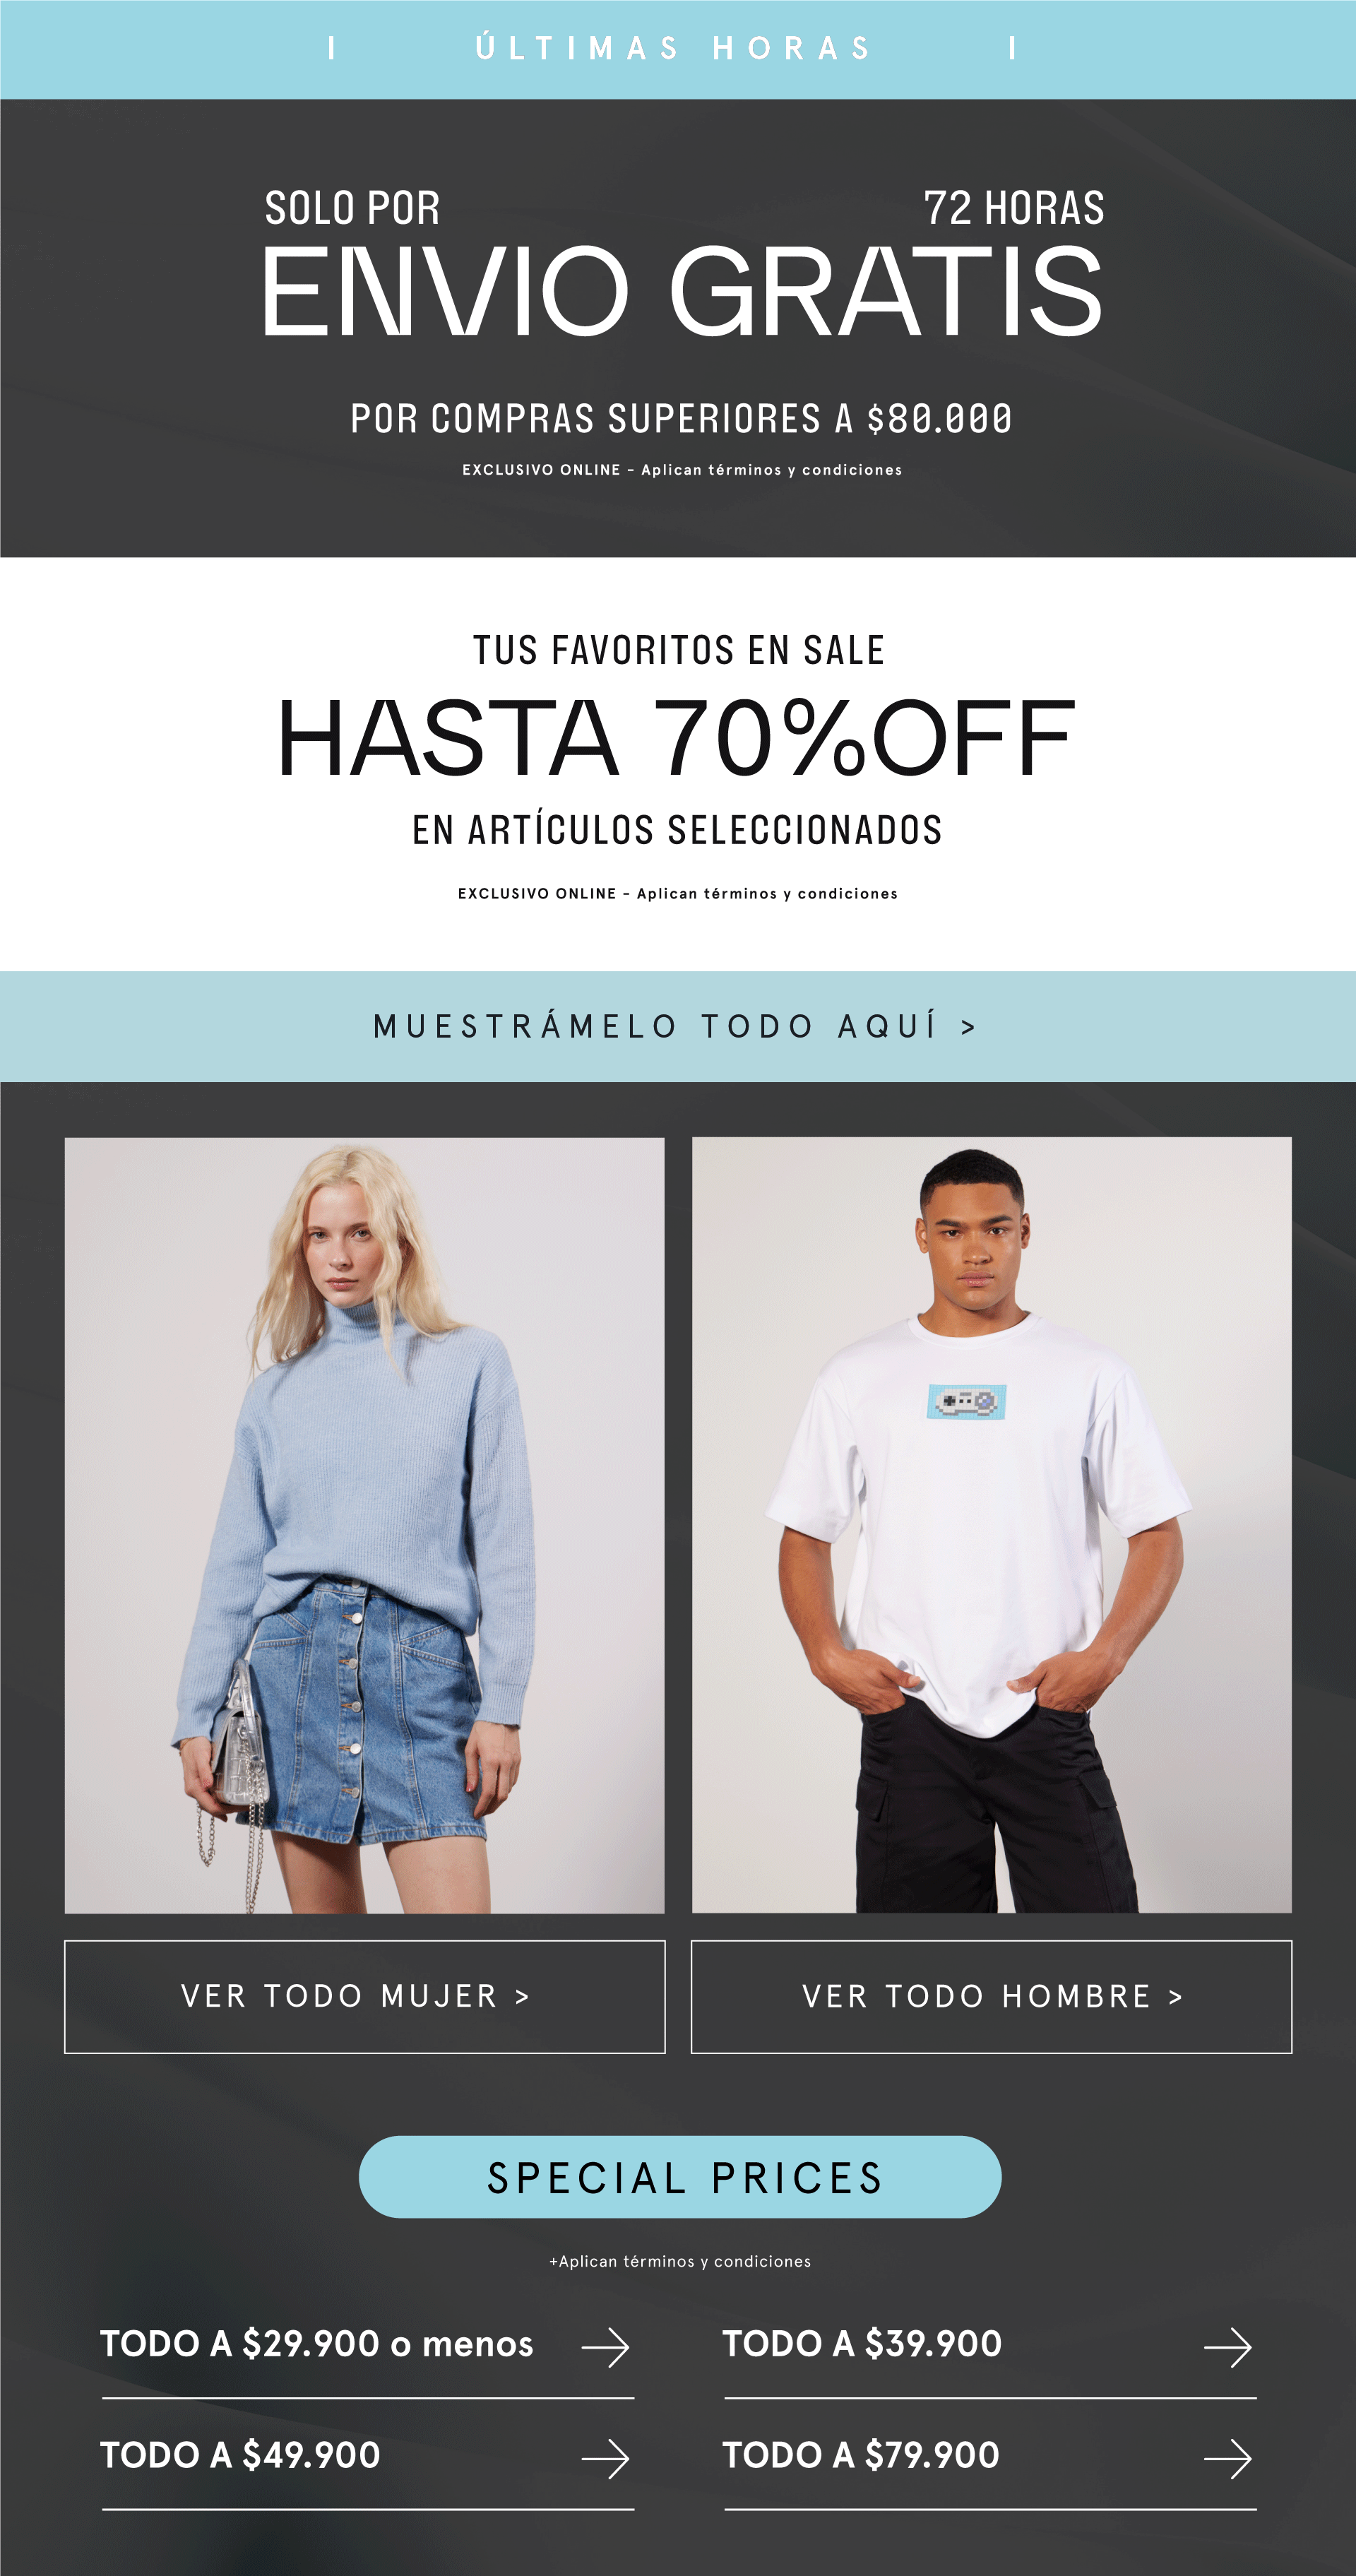 I ÚLTIMAS HORAS I
SOLO POR 72 HORAS
ENVIO GRATIS
POR COMPRAS SUPERIORES A $80.000
EXCLUSIVO ONLINE - Aplican términos y condiciones
TUS FAVORITOS EN SALE
HASTA 70%OFF
EN ARTÍCULOS SELECCIONADOS
EXCLUSIVO ONLINE - Aplican términos y condiciones
MUESTRÁMELO TODO AQUÍ >
VER TODO MUJER >
VER TODO HOMBRE >
SPECIAL PRICES
+Aplican términos y condiciones
TODO A $29.900 o menos
TODO A $39.900
TODO A $49.900
TODO A $79.900